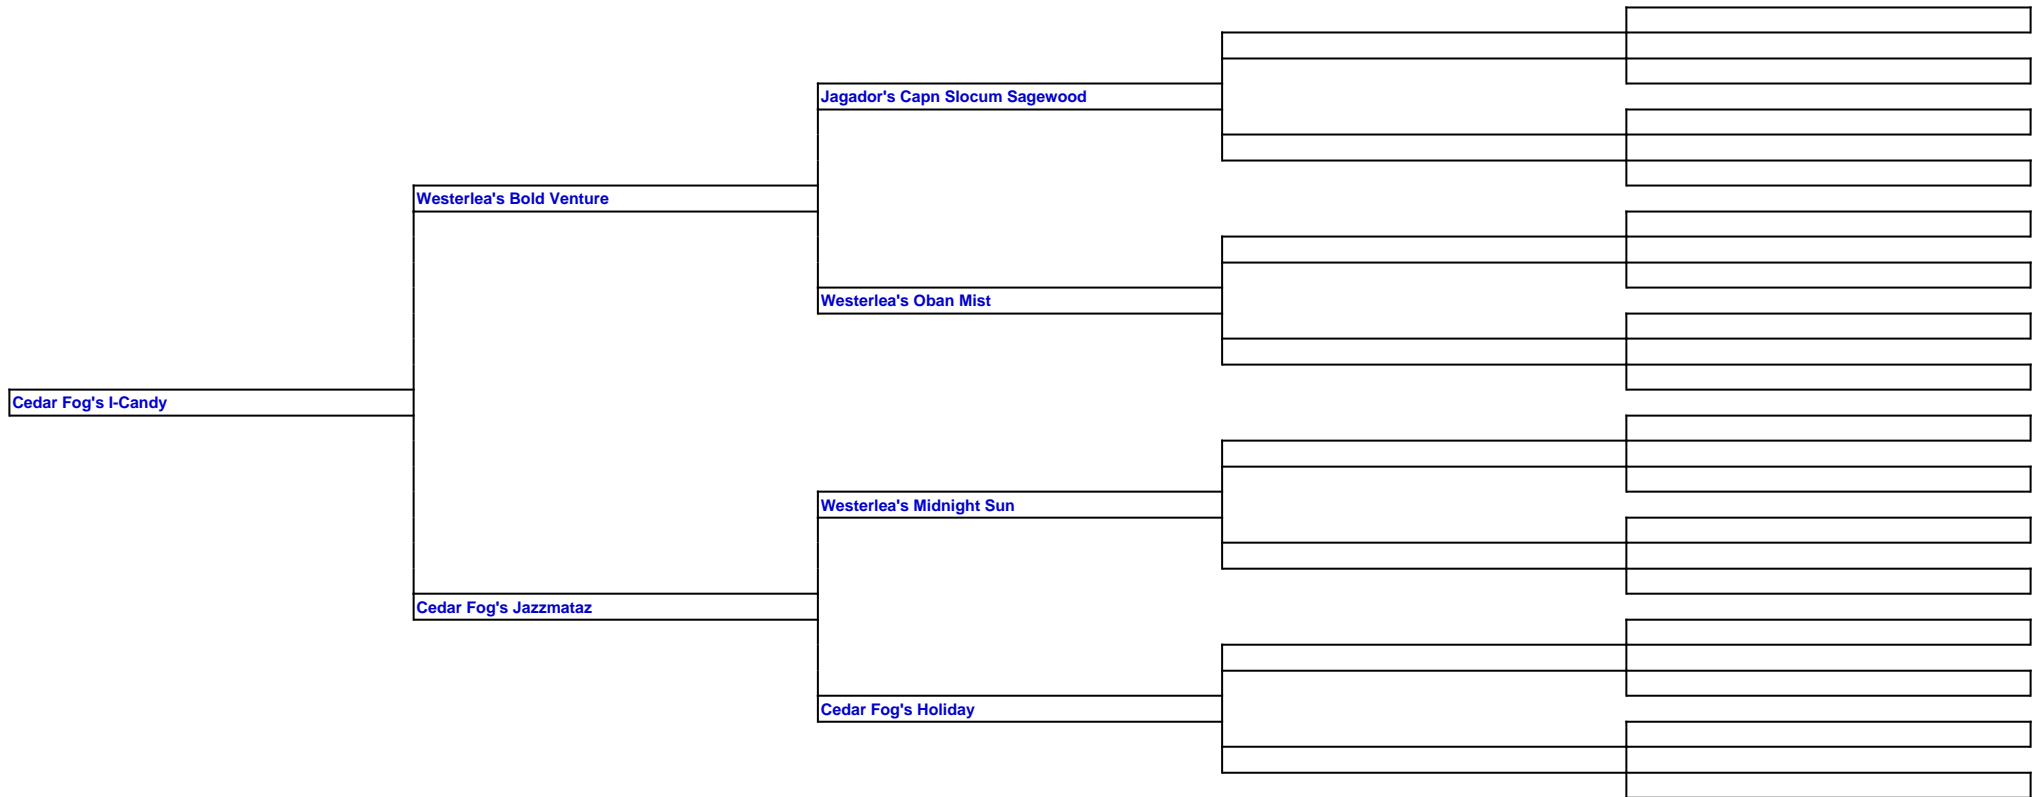 Jagador's Capn Slocum Sagewood
Westerlea's Bold Venture
Westerlea's Oban Mist
Cedar Fog's I-Candy
Westerlea's Midnight Sun
Cedar Fog's Jazzmataz
Cedar Fog's Holiday